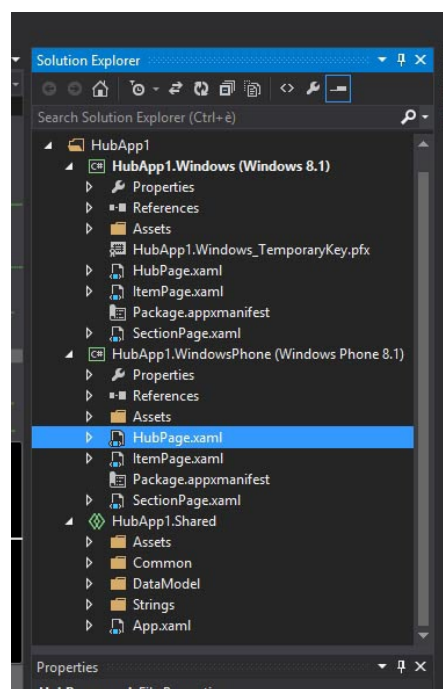 Solution Explorer
Search Solution Explorer (Ctrl+è)
HubApp1
C# HubApp1.Windows (Windows 8.1)
Properties
References
Assets
HubApp1.Windows_TemporaryKey.pfx
HubPage.xaml
ItemPage.xaml
Package.appxmanifest
SectionPage.xaml
C# HubApp1.WindowsPhone (Windows Phone 8.1)
Properties
References
Assets
HubPage.xaml
ItemPage.xaml
Package.appxmanifest
SectionPage.xaml
HubApp1.Shared
Assets
Common
DataModel
Strings
App.xaml
Properties